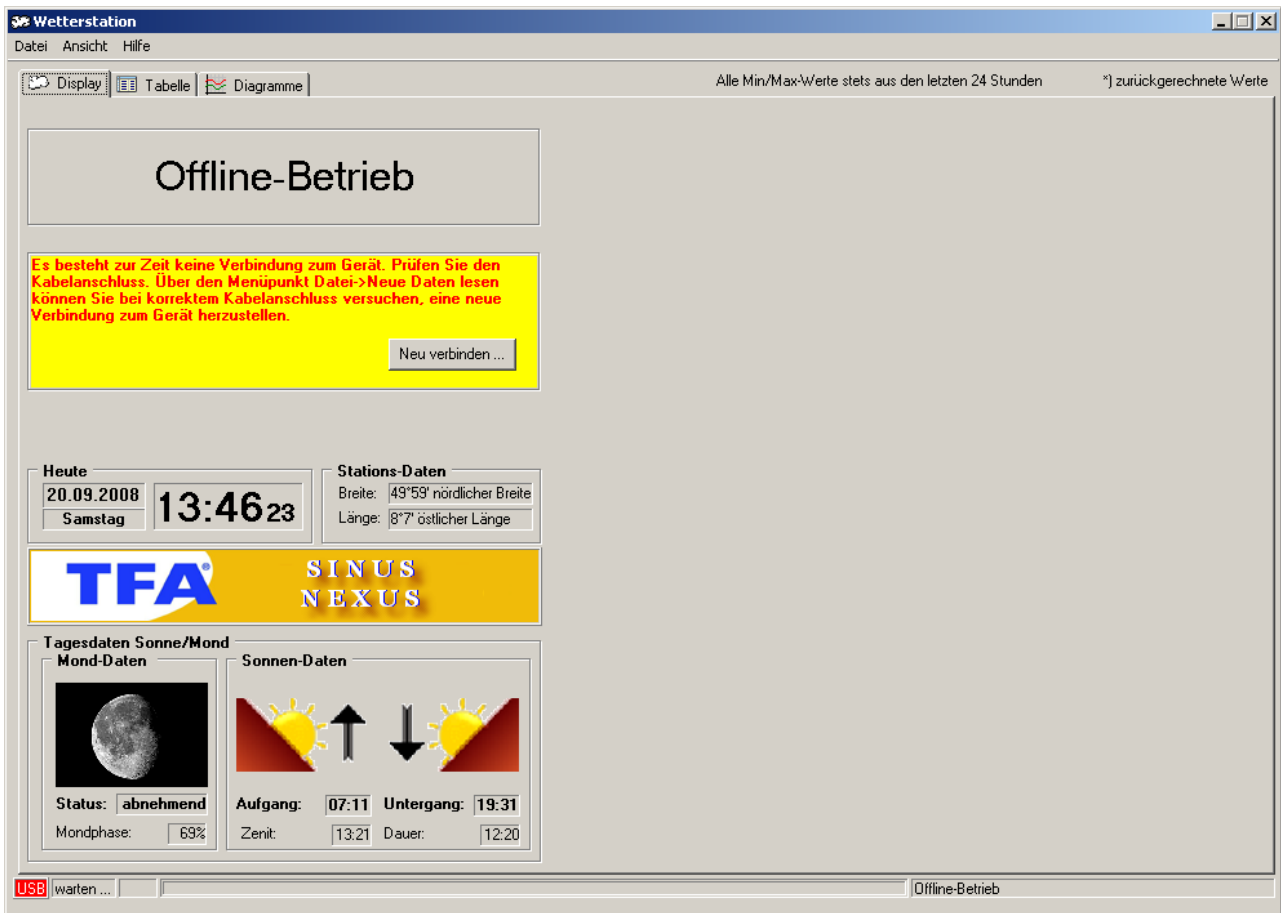 Wetterstation
Datei Ansicht Hilfe
Display Tabelle Diagramme
Alle Min/Max-Werte stets aus den letzten 24 Stunden
*) zurückgerechnete Werte
Offline-Betrieb
Es besteht zur Zeit keine Verbindung zum Gerät. Prüfen Sie den
Kabelanschluss. Über den Menüpunkt Datei->Neue Daten lesen
können Sie bei korrektem Kabelanschluss versuchen, eine neue
Verbindung zum Gerät herzustellen.
Neu verbinden ...
Heute
20.09.2008
Samstag
13:46 23
Stations-Daten
Breite: 49°59' nördlicher Breite
Länge: 8°7' östlicher Länge
TFA®
SINUS
NEXUS
Tagesdaten Sonne/Mond
Mond-Daten
Status: abnehmend
Mondphase: 69%
Sonnen-Daten
Aufgang: 07:11 Untergang: 19:31
Zenit: 13:21 Dauer: 12:20
USB warten ... Offline-Betrieb